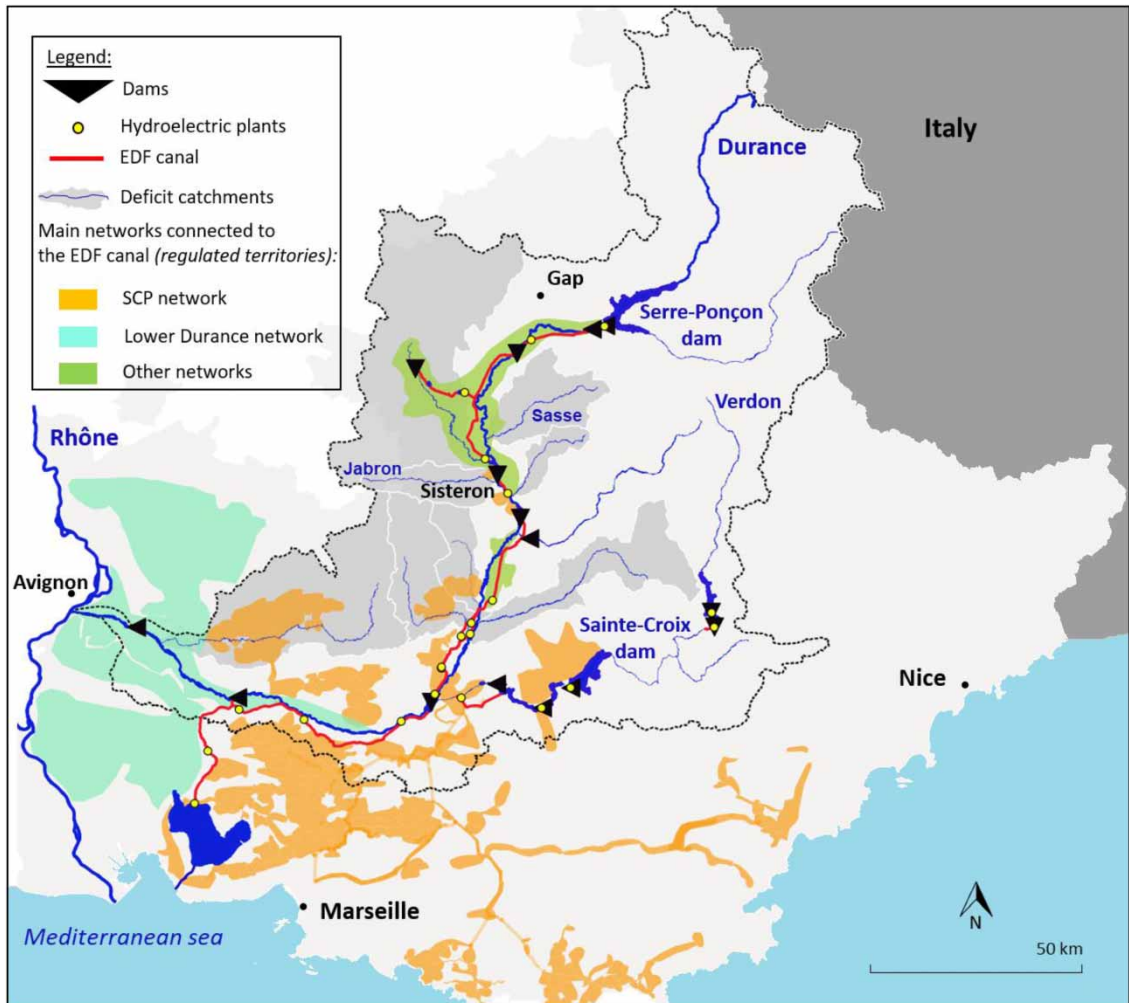 Legend:
Dams
Hydroelectric plants
EDF canal
Deficit catchments
Main networks connected to
the EDF canal (regulated territories):
SCP network
Lower Durance network
Other networks
Italy
Durance
Gap
Serre-Ponçon
dam
Verdon
Sasse
Rhône
Jabron
Sisteron
Avignon
Sainte-Croix
dam
Nice
Marseille
N
Mediterranean sea
50 km